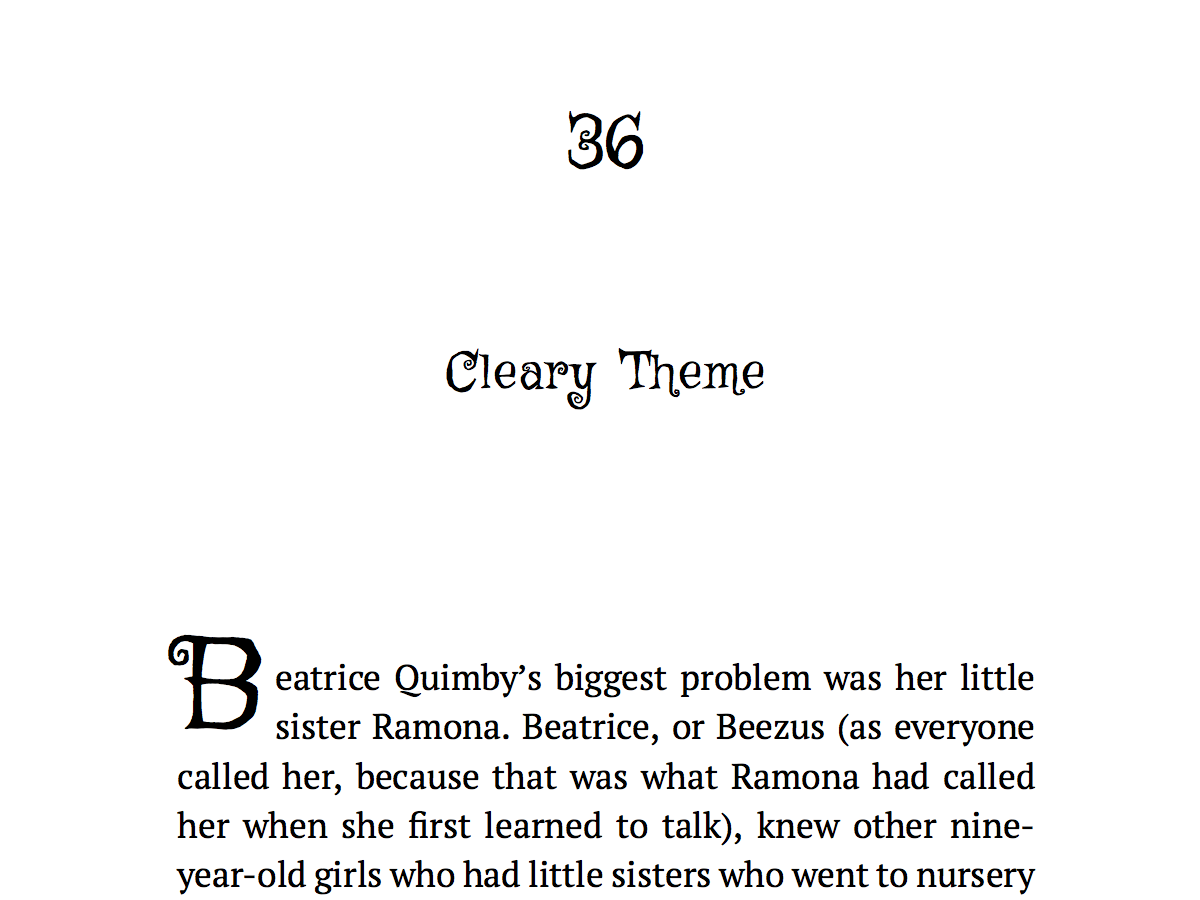 36
Cleary Theme
Beatrice Quimby’s biggest problem was her little
sister Ramona. Beatrice, or Beezus (as everyone
called her, because that was what Ramona had called
her when she first learned to talk), knew other nine-
year-old girls who had little sisters who went to nursery